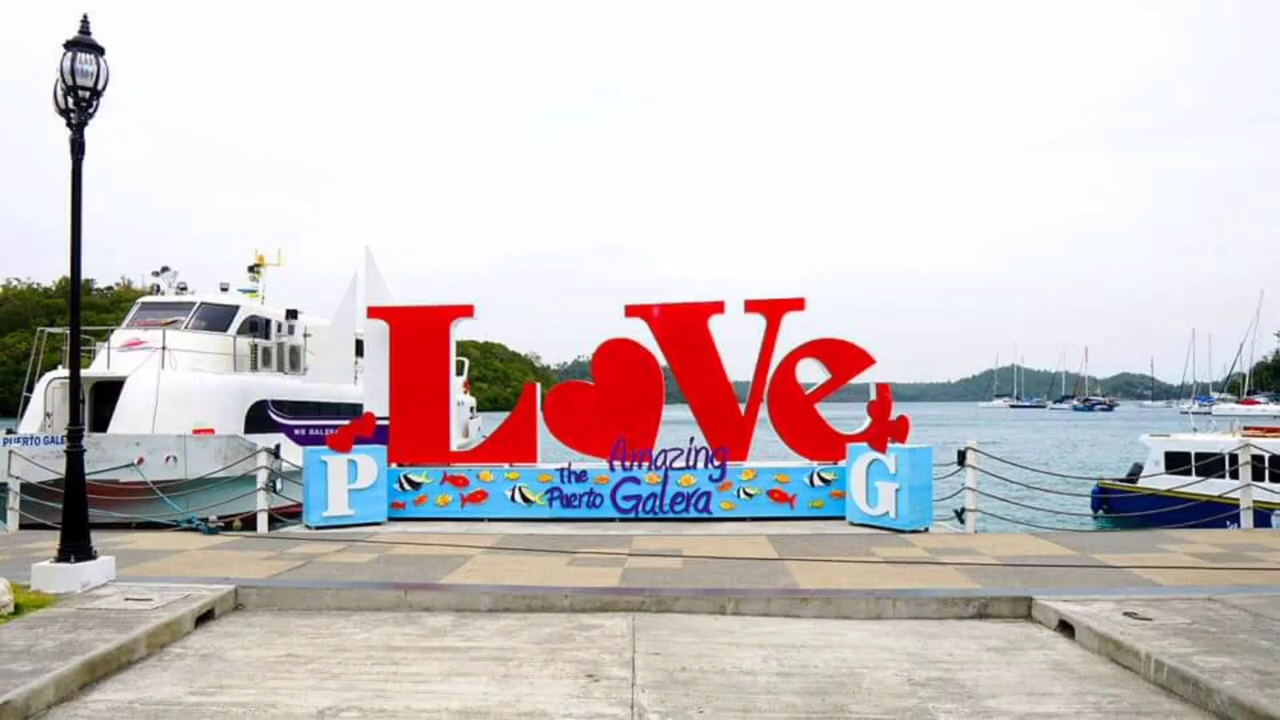 LoVe
P
The Amazing
Puerto Galera
G
PUERTO GALE